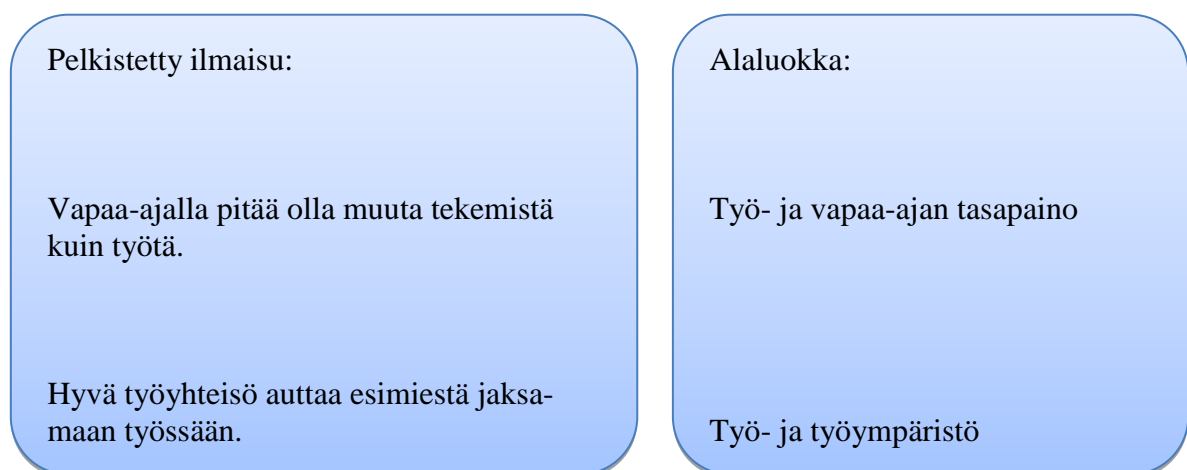 Pelkistetty ilmaisu:
Vapaa-ajalla pitää olla muuta tekemistä
kuin työtä.
Hyvä työyhteisö auttaa esimiestä jaksa-
maan työssään.
Alaluokka:
Työ- ja vapaa-ajan tasapaino
Työ- ja työympäristö